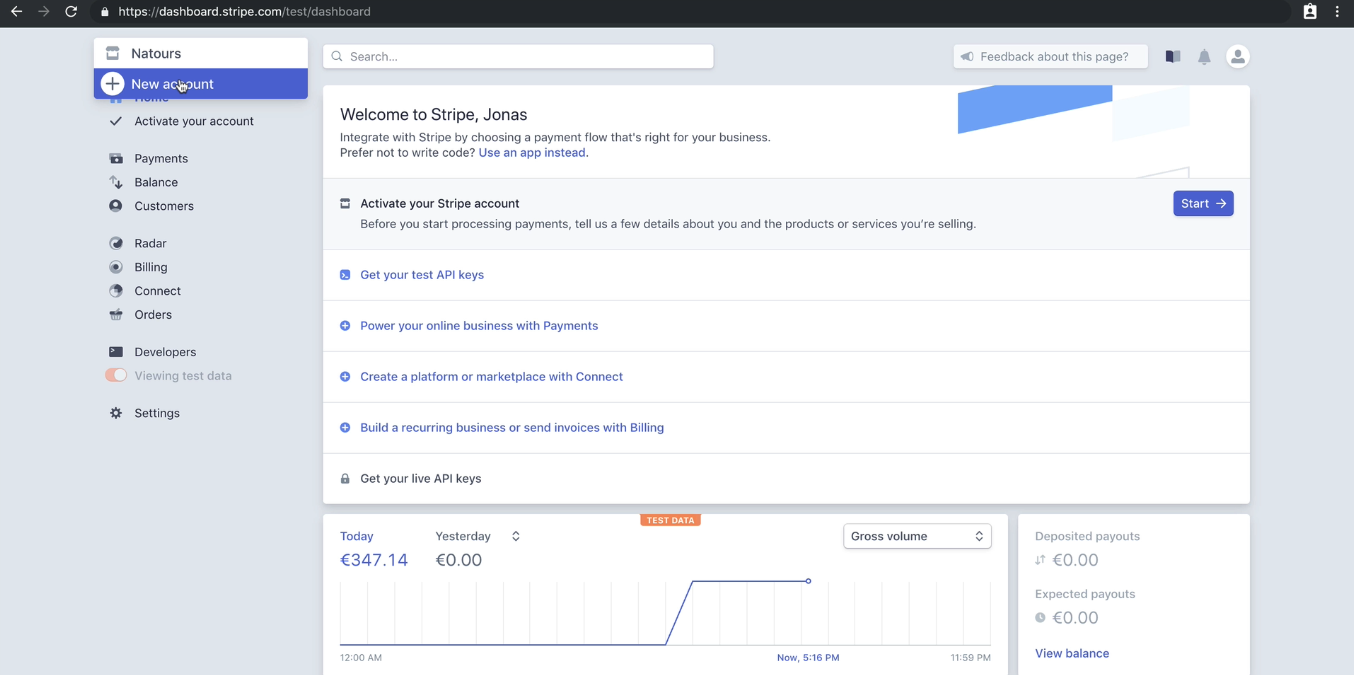 https://dashboard.stripe.com/test/dashboard
Natours
New account
Home
Activate your account
Payments
Balance
Customers
Radar
Billing
Connect
Orders
Developers
Viewing test data
Settings
Search...
Feedback about this page?
Welcome to Stripe, Jonas
Integrate with Stripe by choosing a payment flow that's right for your business.
Prefer not to write code? Use an app instead.
Activate your Stripe account
Before you start processing payments, tell us a few details about you and the products or services you’re selling.
Start →
Get your test API keys
Power your online business with Payments
Create a platform or marketplace with Connect
Build a recurring business or send invoices with Billing
Get your live API keys
TEST DATA
Today
Yesterday
Gross volume
€347.14
€0.00
12:00 AM
Now, 5:16 PM
11:59 PM
Deposited payouts
€0.00
Expected payouts
€0.00
View balance